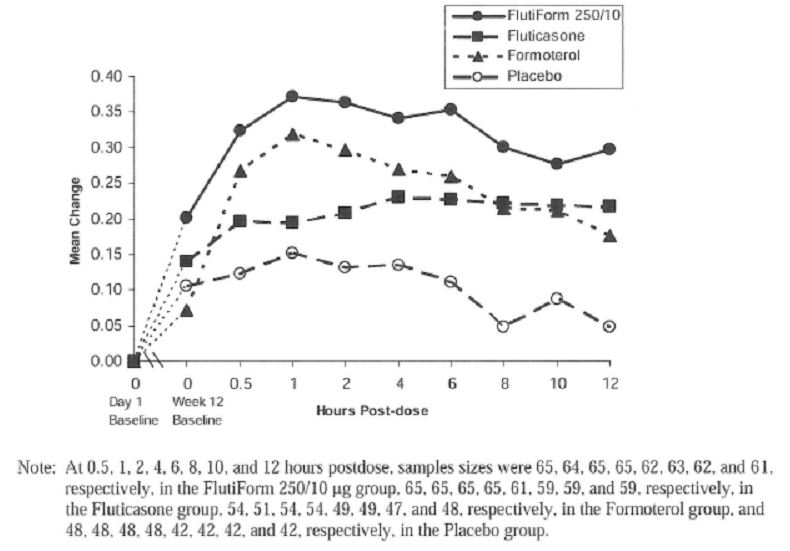 FlutiForm 250/10
Fluticasone
Formoterol
Placebo
0.40
0.35
0.30
0.25
0.20
0.15
0.10
0.05
0.00
Mean Change
0 0 0.5 1 2 4 6 8 10 12
Day 1 Week 12
Baseline Baseline
Hours Post-dose
Note: At 0.5, 1, 2, 4, 6, 8, 10, and 12 hours postdose, samples sizes were 65, 64, 65, 65, 62, 63, 62, and 61,
respectively, in the FlutiForm 250/10 µg group, 65, 65, 65, 65, 61, 59, 59, and 59, respectively, in
the Fluticasone group, 54, 51, 54, 54, 49, 49, 47, and 48, respectively, in the Formoterol group, and
48, 48, 48, 48, 42, 42, 42, and 42, respectively, in the Placebo group.